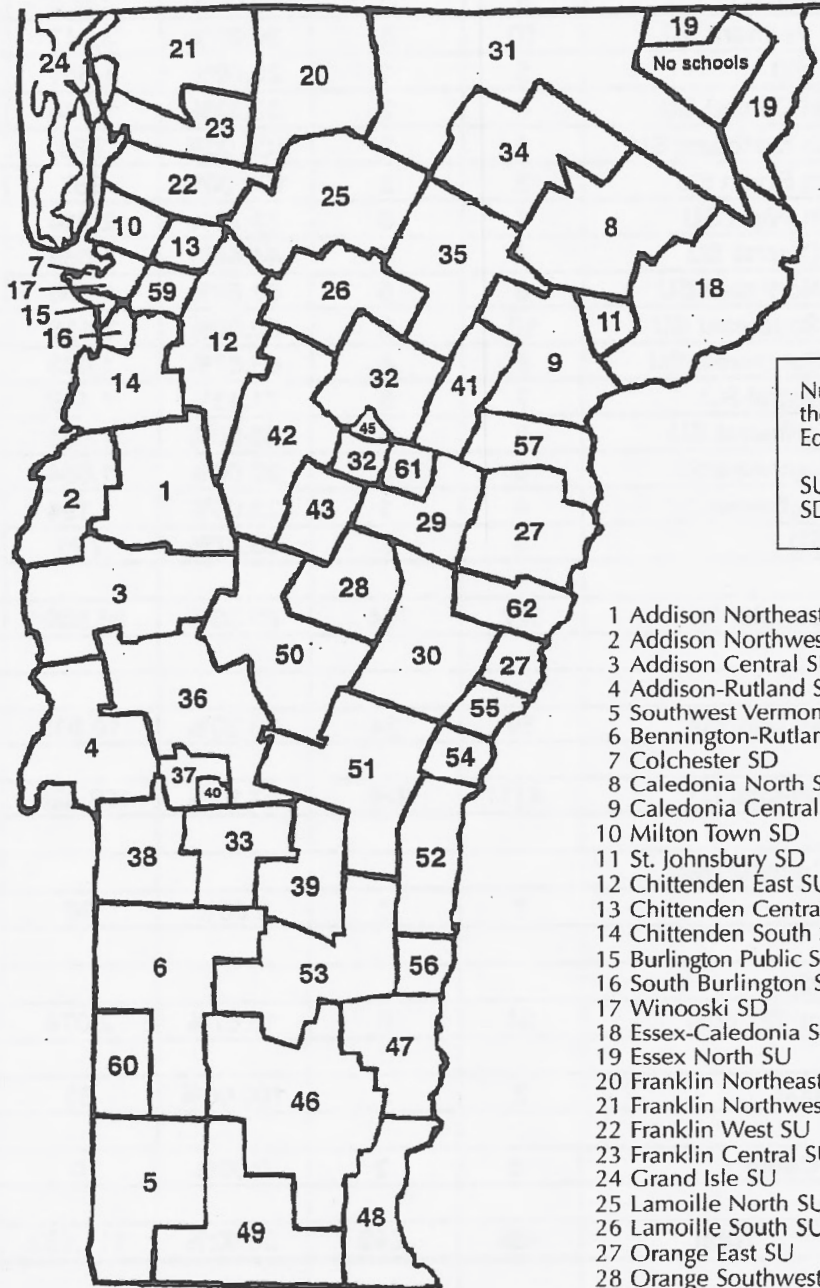 24
21
20
31
19
No schools
19
23
22
34
25
10
13
8
35
7
17
59
26
18
15
16
12
11
14
32
41
9
45
42
57
32
61
2
1
43
29
27
3
28
62
50
30
27
36
55
4
51
54
37
40
38
33
52
39
6
53
56
47
60
46
5
49
48
SU
SD
1 Addison Northeast
2 Addison Northwes
3 Addison Central S
4 Addison-Rutland S
5 Southwest Vermon
6 Bennington-Rutlan
7 Colchester SD
8 Caledonia North S
9 Caledonia Central
10 Milton Town SD
11 St. Johnsbury SD
12 Chittenden East SU
13 Chittenden Centra
14 Chittenden South
15 Burlington Public S
16 South Burlington S
17 Winooski SD
18 Essex-Caledonia S
19 Essex North SU
20 Franklin Northeast
21 Franklin Northwes
22 Franklin West SU
23 Franklin Central SU
24 Grand Isle SU
25 Lamoille North SU
26 Lamoille South SU
27 Orange East SU
28 Orange Southwest